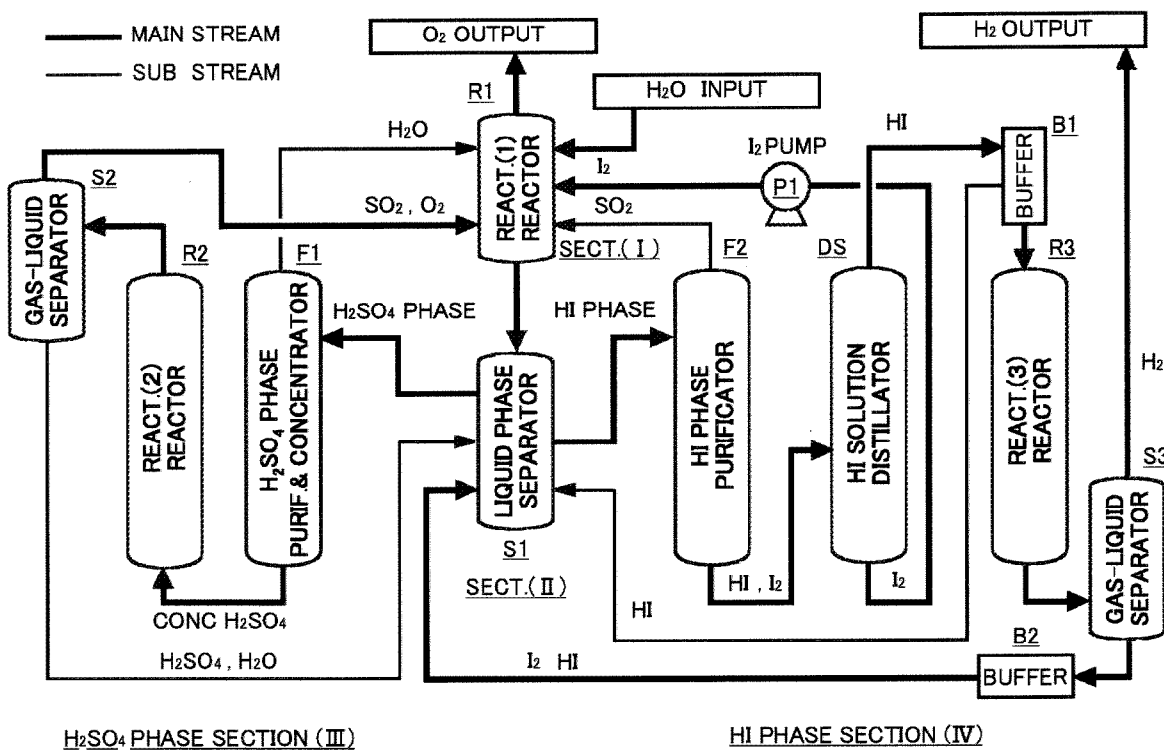 MAIN STREAM
SUB STREAM
O2 OUTPUT
H2 OUTPUT
R1
H2O INPUT
H2O
I2
I2 PUMP
P1
HI
B1
BUFFER
S2
GAS-LIQUID
SEPARATOR
SO2 , O2
REACT.(1)
REACTOR
SO2
SECT.(I)
R2
F1
F2
DS
R3
H2SO4 PHASE
HI PHASE
REACT.(2)
REACTOR
H2SO4 PHASE
PURIF.& CONCENTRATOR
LIQUID PHASE
SEPARATOR
HI PHASE
PURIFICATOR
HI SOLUTION
DISTILLATOR
REACT.(3)
REACTOR
H2
S3
GAS-LIQUID
SEPARATOR
S1
SECT.(II)
CONC H2SO4
HI
HI , I2
I2
H2SO4 , H2O
I2 HI
B2
BUFFER
H2SO4 PHASE SECTION (III)
HI PHASE SECTION (IV)